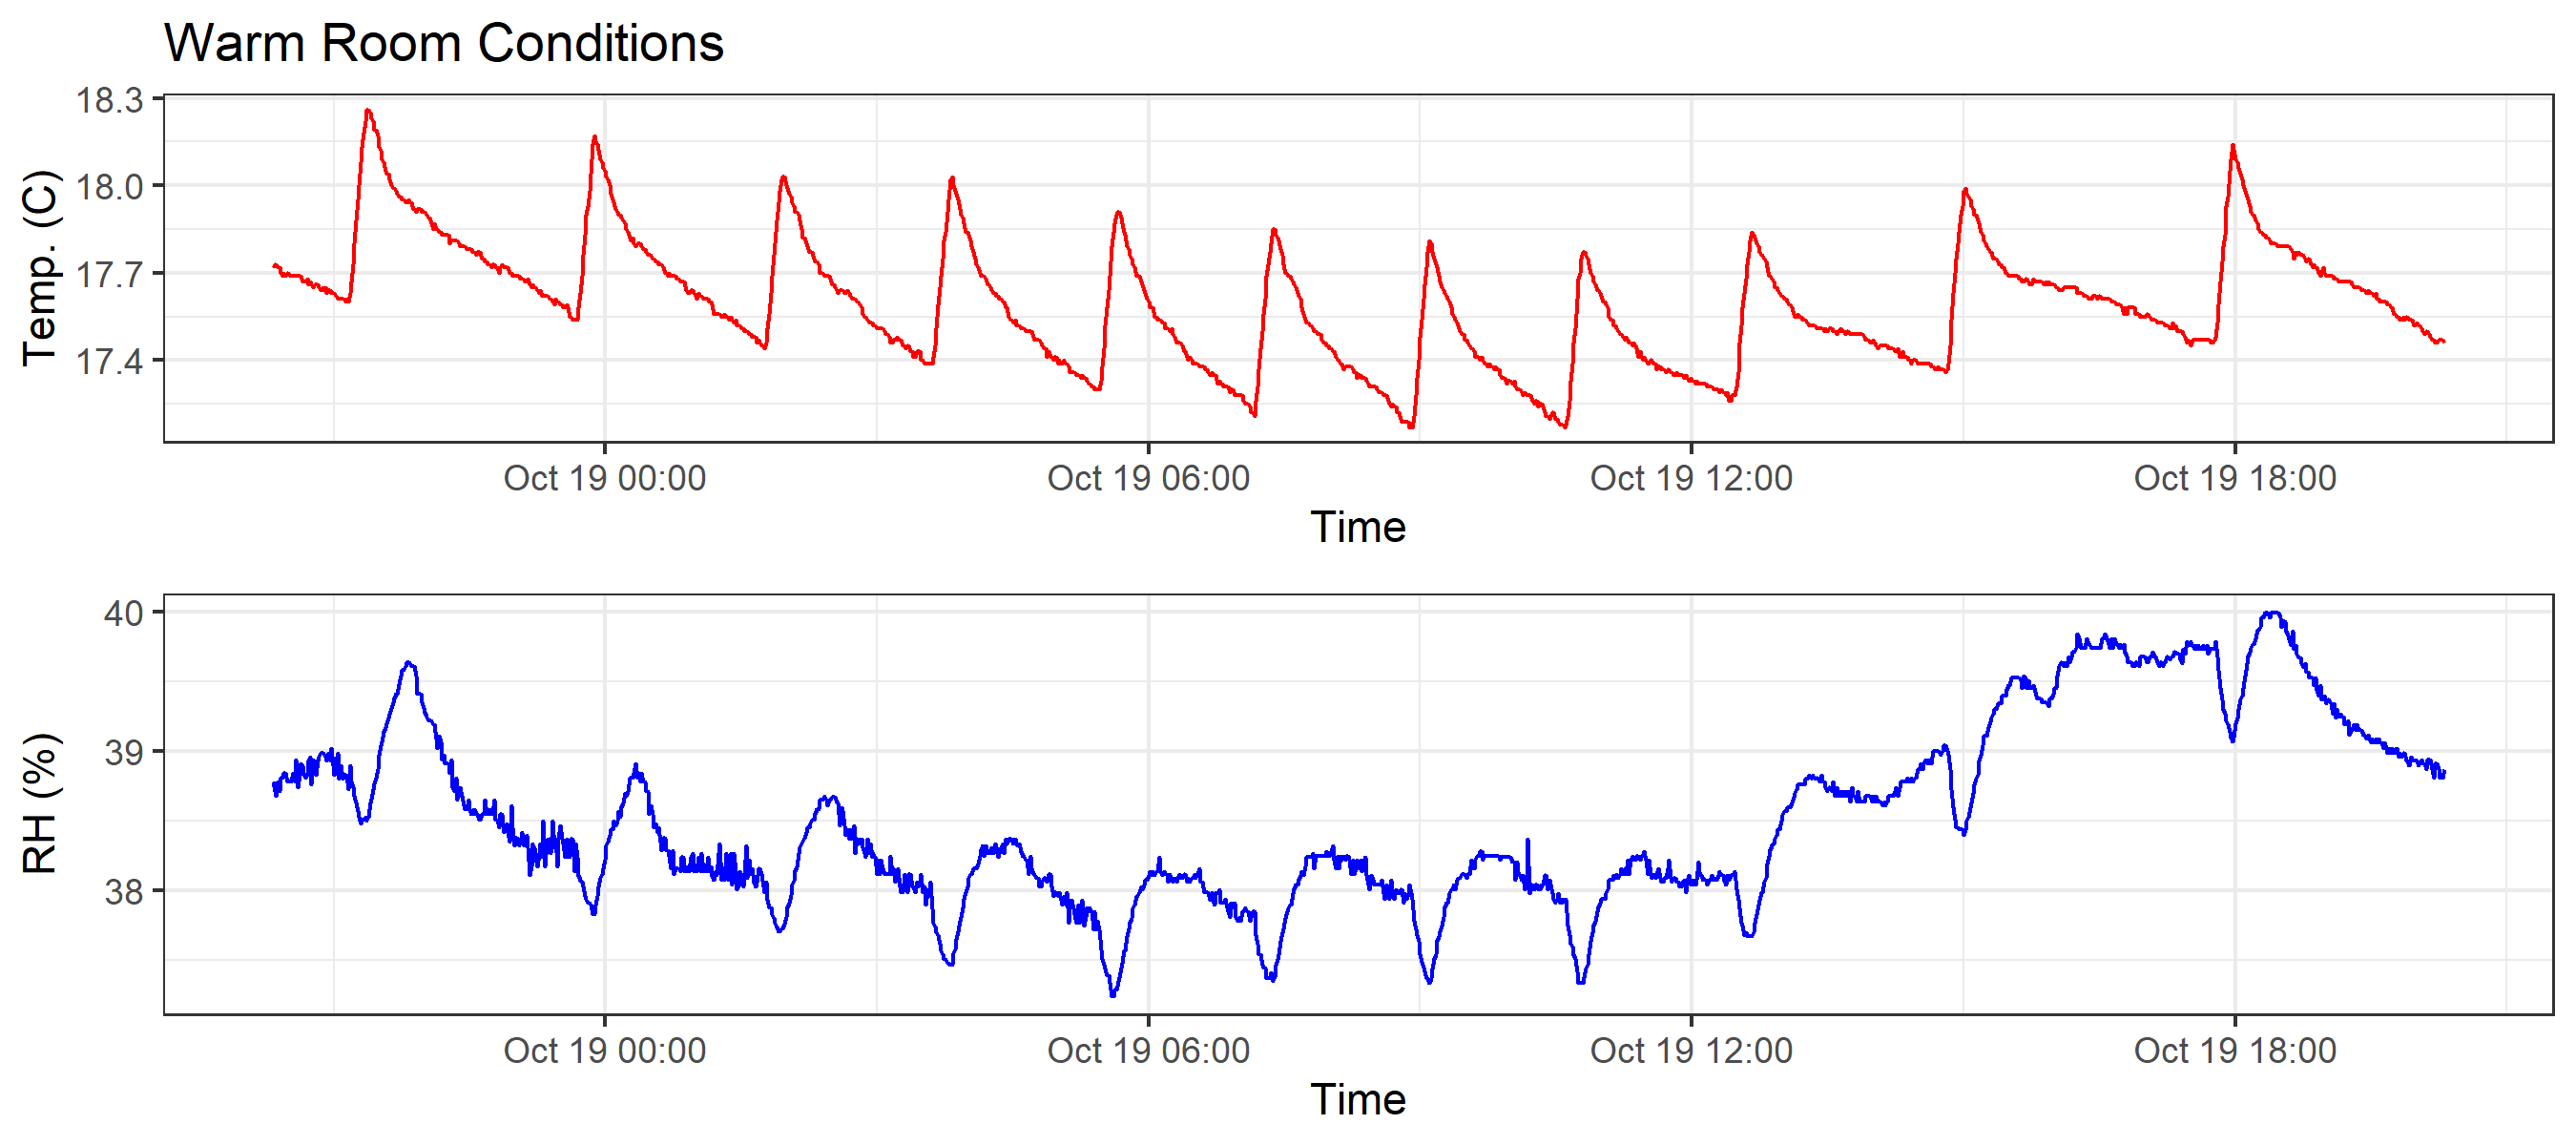 Warm Room Conditions
18.3
18.0
17.7
17.4
Temp. (C)
Oct 19 00:00 Oct 19 06:00 Oct 19 12:00 Oct 19 18:00
Time
40
39
38
RH (%)
Oct 19 00:00 Oct 19 06:00 Oct 19 12:00 Oct 19 18:00
Time